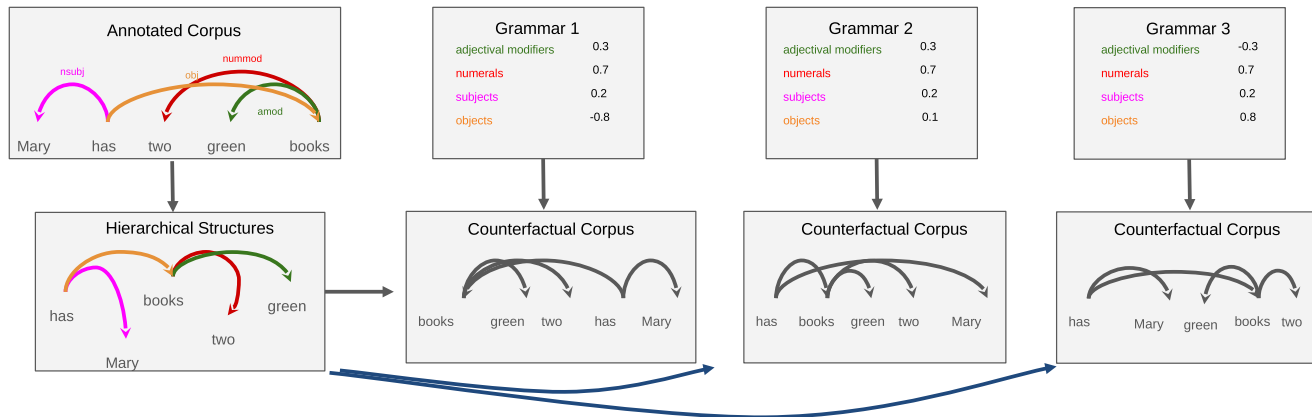 Annotated Corpus
nsubj
obj
nummod
amod
Mary has two green books
Hierarchical Structures
has
books
green
two
Mary
Grammar 1
adjectival modifiers 0.3
numerals 0.7
subjects 0.2
objects -0.8
Counterfactual Corpus
books green two has Mary
Grammar 2
adjectival modifiers 0.3
numerals 0.7
subjects 0.2
objects 0.1
Counterfactual Corpus
has books green two Mary
Grammar 3
adjectival modifiers -0.3
numerals 0.7
subjects 0.2
objects 0.8
Counterfactual Corpus
has Mary green books two